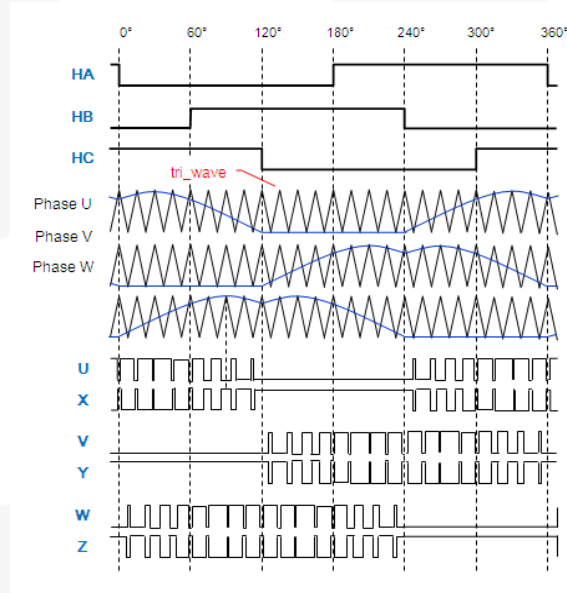 0° 60° 120° 180° 240° 300° 360°
HA
HB
HC
tri_wave
Phase U
Phase V
Phase W
U
X
V
Y
W
Z